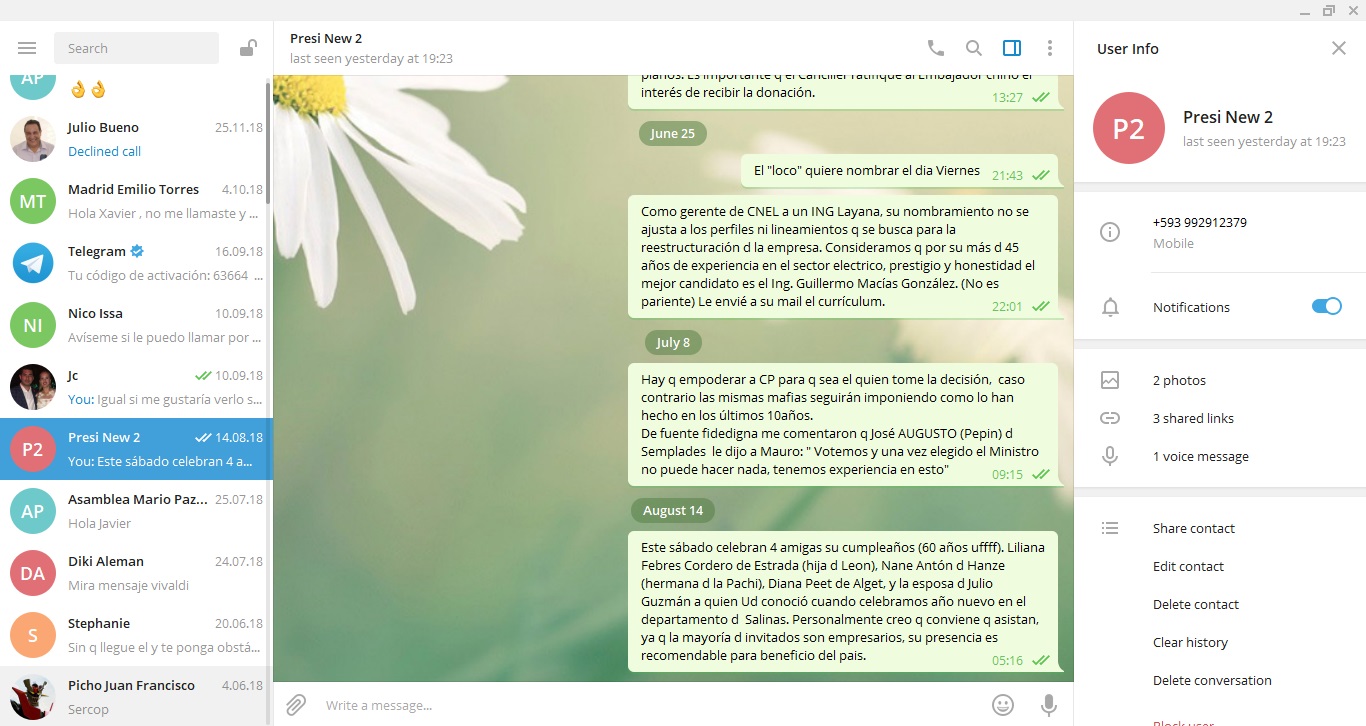 Search
AP
👌👌
Julio Bueno 25.11.18
Declined call
MT
Madrid Emilio Torres 4.10.18
Hola Xavier , no me llamaste y ...
Telegram 16.09.18
Tu código de activación: 63664 ...
NI
Nico Issa 10.09.18
Avíseme si le puedo llamar por ...
Jc 10.09.18
You: Igual si me gustaría verlo s...
P2
Presi New 2 14.08.18
You: Este sábado celebran 4 a...
AP
Asamblea Mario Paz... 25.07.18
Hola Javier
DA
Diki Aleman 24.07.18
Mira mensaje vivaldi
S
Stephanie 20.06.18
Sin q llegue el y te ponga obstá...
Picho Juan Francisco 4.06.18
Sercop
Presi New 2
last seen yesterday at 19:23
planos. Es importante q el Canciller ratifique al Embajador chino el
interés de recibir la donación.
13:27
June 25
El "loco" quiere nombrar el dia Viernes 21:43
Como gerente de CNEL a un ING Layana, su nombramiento no se
ajusta a los perfiles ni lineamientos q se busca para la
reestructuración d la empresa. Consideramos q por su más d 45
años de experiencia en el sector electrico, prestigio y honestidad el
mejor candidato es el Ing. Guillermo Macías González. (No es
pariente) Le envié a su mail el currículum.
22:01
July 8
Hay q empoderar a CP para q sea el quien tome la decisión, caso
contrario las mismas mafias seguirán imponiendo como lo han
hecho en los últimos 10años.
De fuente fidedigna me comentaron q José AUGUSTO (Pepin) d
Semplades le dijo a Mauro: " Votemos y una vez elegido el Ministro
no puede hacer nada, tenemos experiencia en esto"
09:15
August 14
Este sábado celebran 4 amigas su cumpleaños (60 años uffff). Liliana
Febres Cordero de Estrada (hija d Leon), Nane Antón d Hanze
(hermana d la Pachi), Diana Peet de Alget, y la esposa d Julio
Guzmán a quien Ud conoció cuando celebramos año nuevo en el
departamento d Salinas. Personalmente creo q conviene q asistan,
ya q la mayoría d invitados son empresarios, su presencia es
recomendable para beneficio del pais.
05:16
Write a message...
User Info
P2
Presi New 2
last seen yesterday at 19:23
+593 992912379
Mobile
Notifications
2 photos
3 shared links
1 voice message
Share contact
Edit contact
Delete contact
Clear history
Delete conversation
Block user